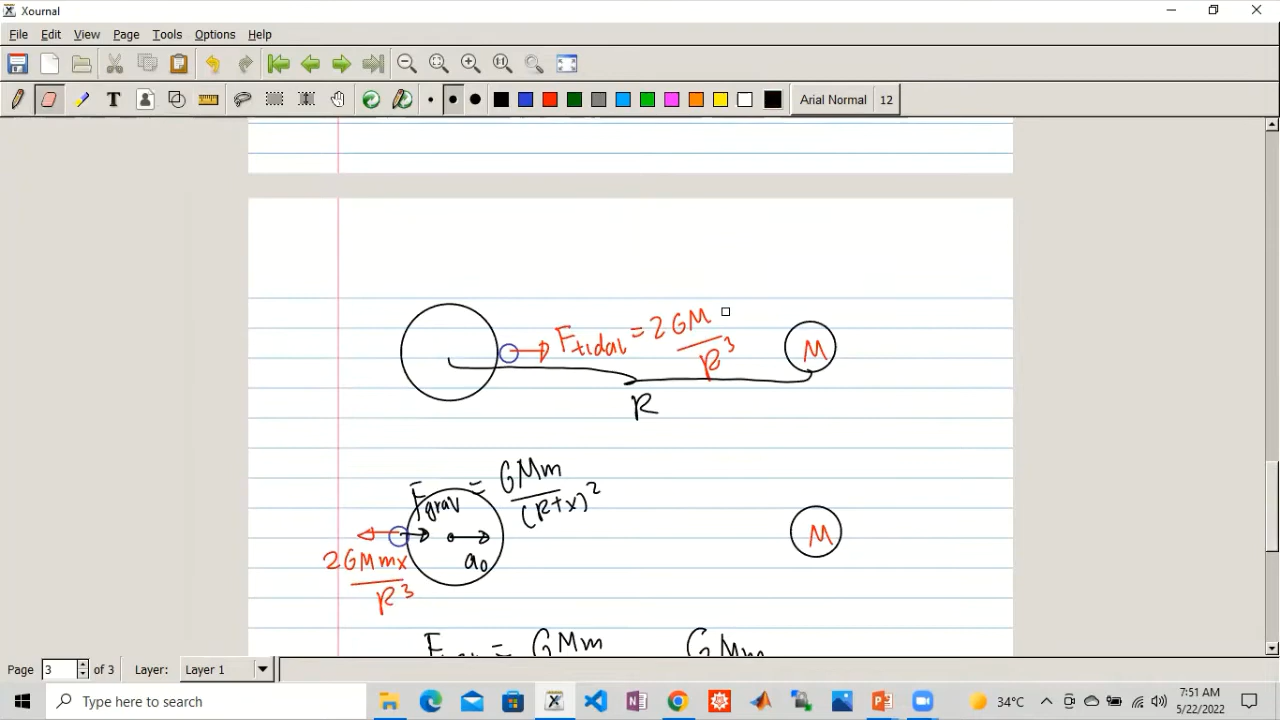 Xournal
File Edit View Page Tools Options Help
T Arial Normal 12
F_tidal = 2GM / R^3
M
R
F_grav = GMm / (R+x)^2
M
a_0
2GMmx / R^3
= GMm GMm
Page 3 of 3 Layer: Layer 1
Type here to search
34°C
7:51 AM
5/22/2022